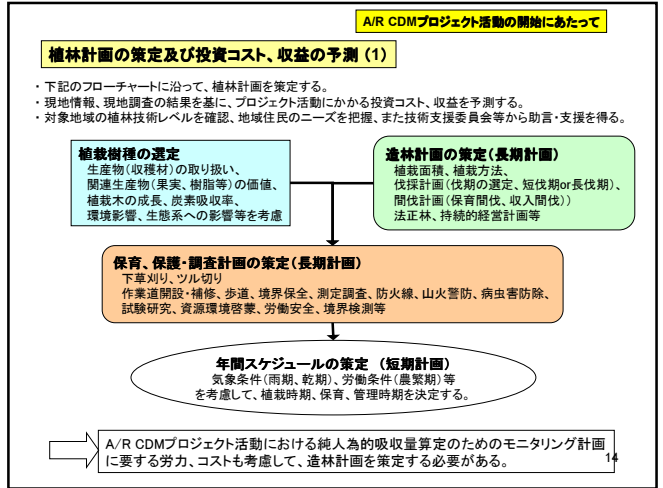 A/R CDMプロジェクト活動の開始にあたって
植林計画の策定及び投資コスト、収益の予測（1）
・下記のフローチャートに沿って、植林計画を策定する。
・現地情報、現地調査の結果を基に、プロジェクト活動にかかる投資コスト、収益を予測する。
・対象地域の植林技術レベルを確認、地域住民のニーズを把握、また技術支援委員会等から助言・支援を得る。
植栽樹種の選定
生産物（収穫材）の取り扱い、
関連生産物（果実、樹脂等）の価値、
植栽木の成長、炭素吸収率、
環境影響、生態系への影響等を考慮
造林計画の策定（長期計画）
植栽面積、植栽方法、
伐採計画（伐期の選定、短伐期or長伐期）、
間伐計画（保育間伐、収入間伐））
法正林、持続的経営計画等
保育、保護・調査計画の策定（長期計画）
下草刈り、ツル切り
作業道開設・補修、歩道、境界保全、測定調査、防火線、山火警防、病虫害防除、
試験研究、資源環境啓蒙、労働安全、境界検測等
年間スケジュールの策定 （短期計画）
気象条件（雨期、乾期）、労働条件（農繁期）等
を考慮して、植栽時期、保育、管理時期を決定する。
A/R CDMプロジェクト活動における純人為的吸収量算定のためのモニタリング計画
に要する労力、コストも考慮して、造林計画を策定する必要がある。
14